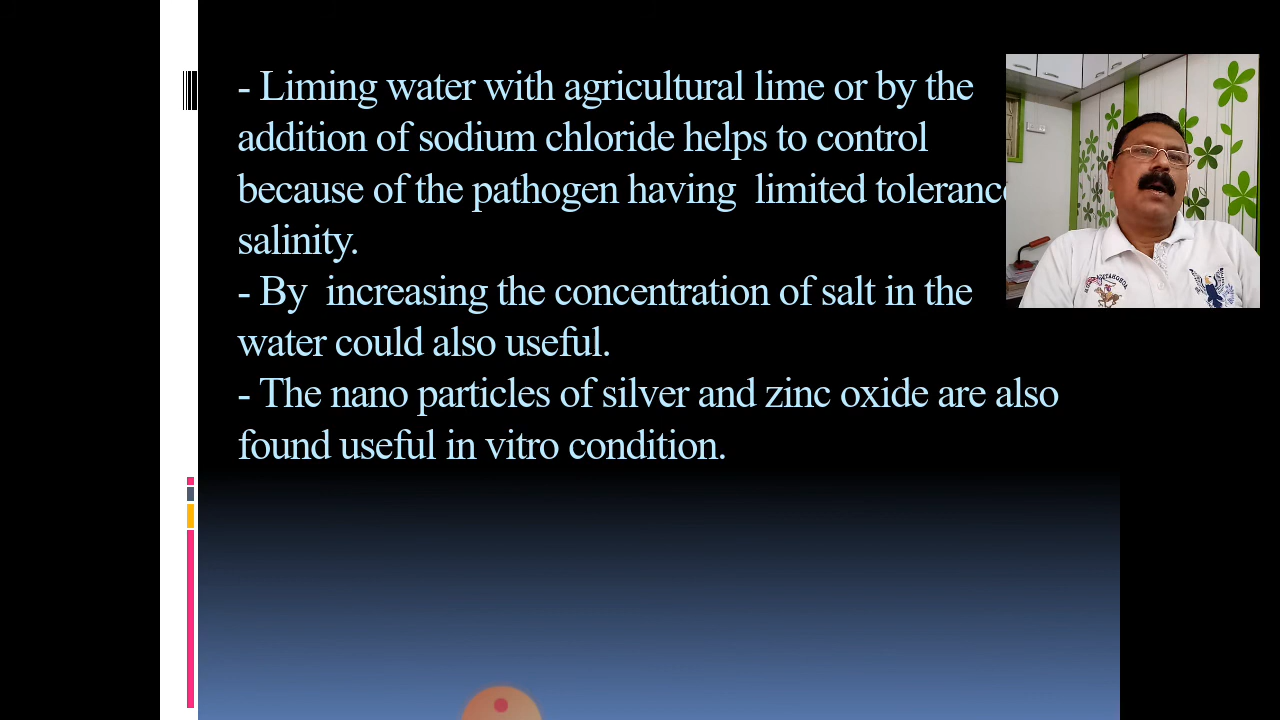 - Liming water with agricultural lime or by the
addition of sodium chloride helps to control
because of the pathogen having limited tolerance
salinity.
- By increasing the concentration of salt in the
water could also useful.
- The nano particles of silver and zinc oxide are also
found useful in vitro condition.